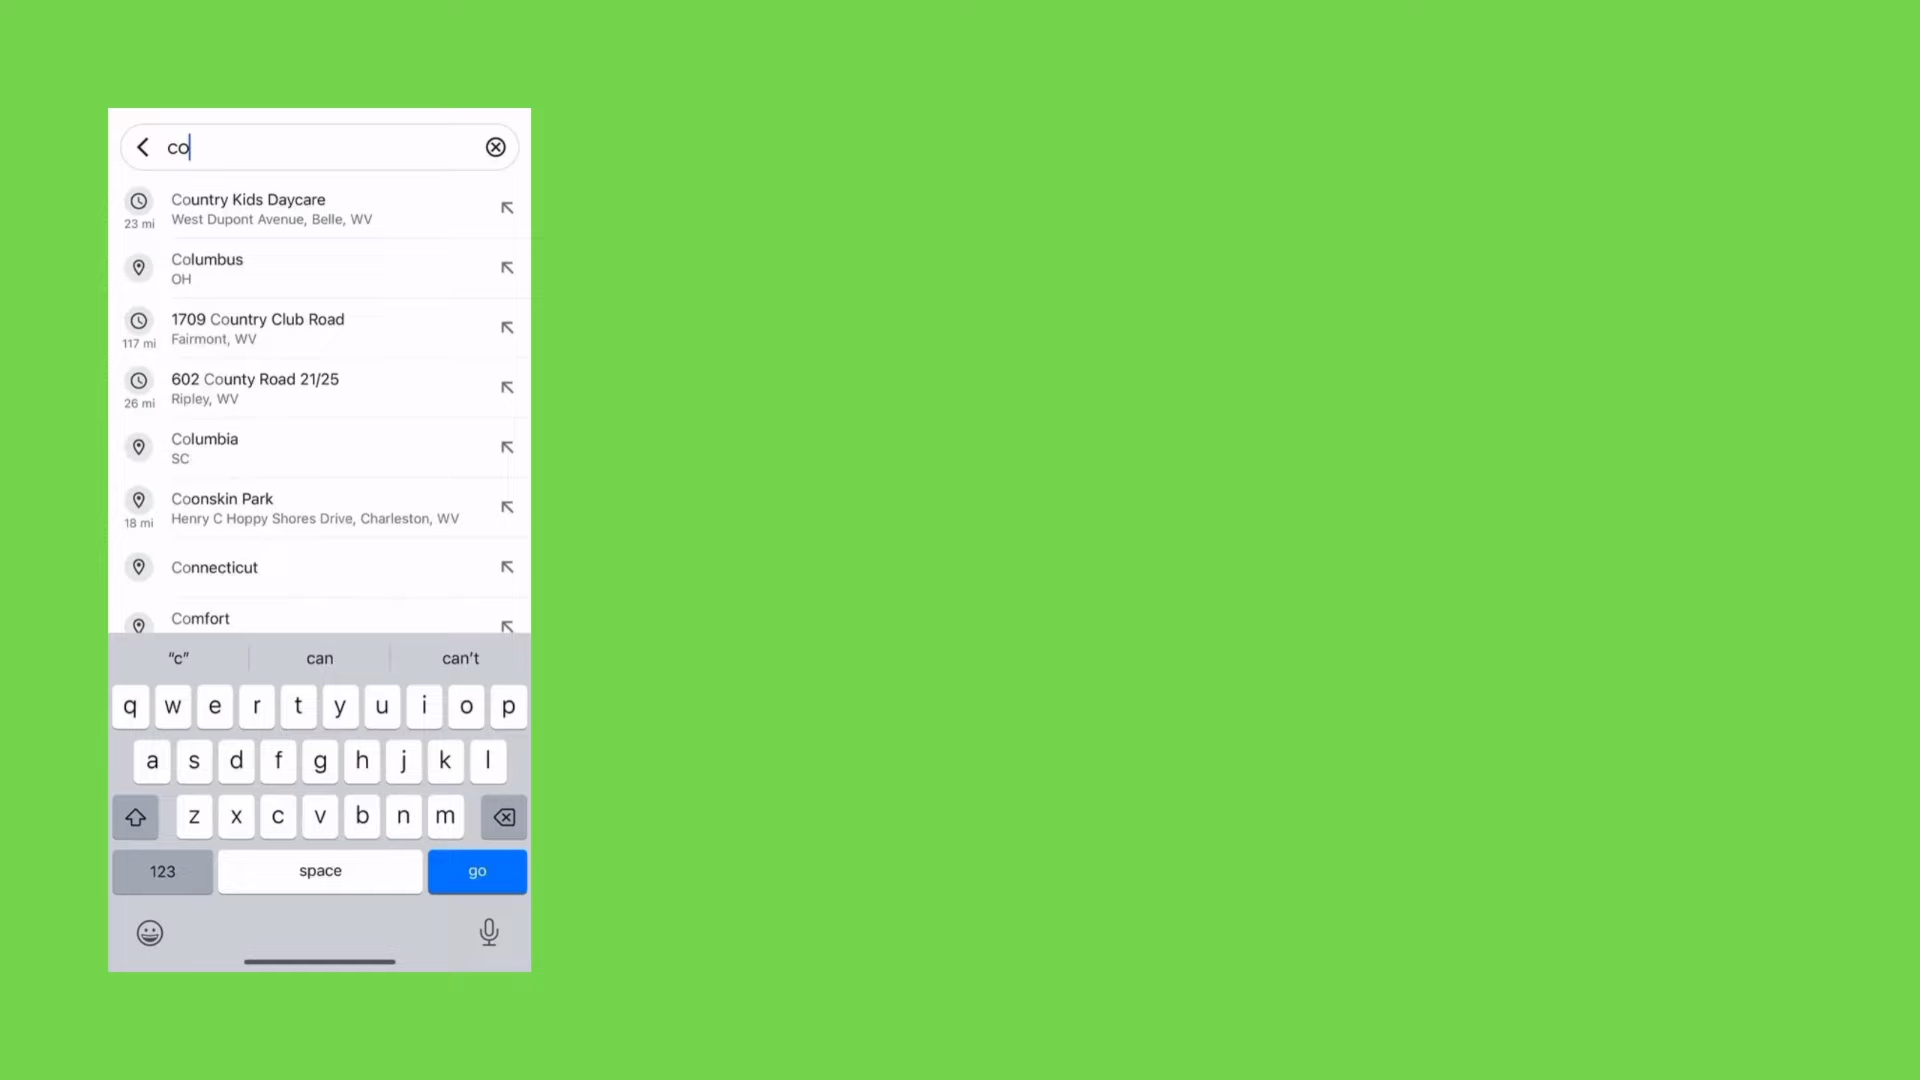 co
Country Kids Daycare
23 mi
West Dupont Avenue, Belle, WV
Columbus
OH
1709 Country Club Road
117 mi
Fairmont, WV
602 County Road 21/25
26 mi
Ripley, WV
Columbia
SC
Coonskin Park
18 mi
Henry C Hoppy Shores Drive, Charleston, WV
Connecticut
Comfort
“c” can can’t
q w e r t y u i o p
a s d f g h j k l
z x c v b n m
123 space go